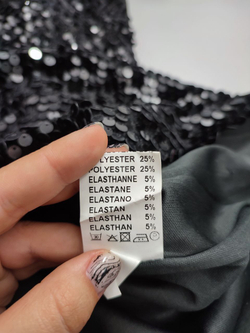 POLYESTER 25%
POLYESTER 25%
ELASTHANNE 5%
ELASTANE 5%
ELASTANO 5%
ELASTAN 5%
ELASTHAN 5%
ELASTHAN 5%